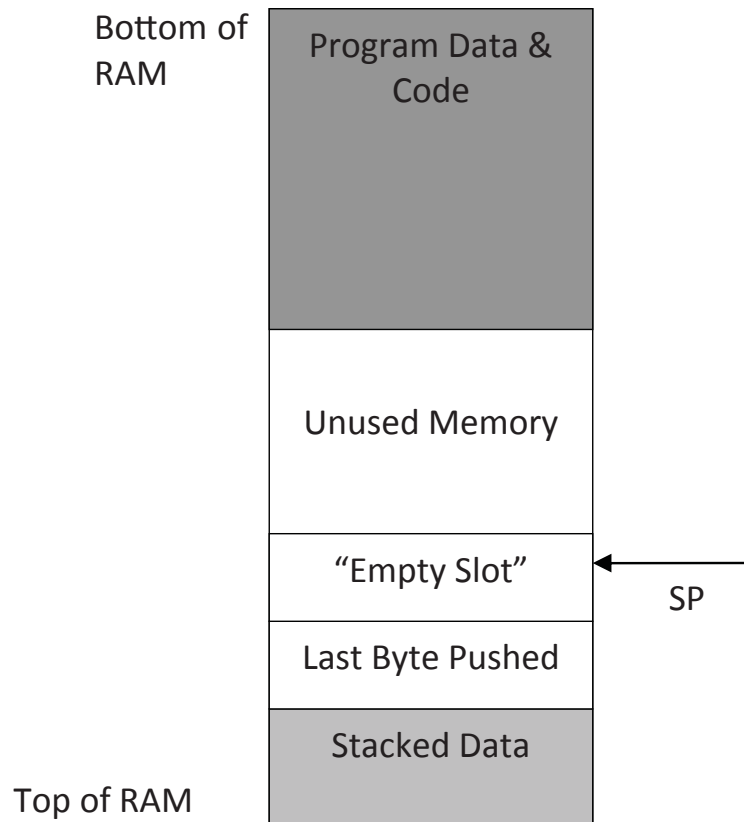 Bottom of
RAM
Program Data &
Code
Unused Memory
“Empty Slot”
SP
Last Byte Pushed
Stacked Data
Top of RAM